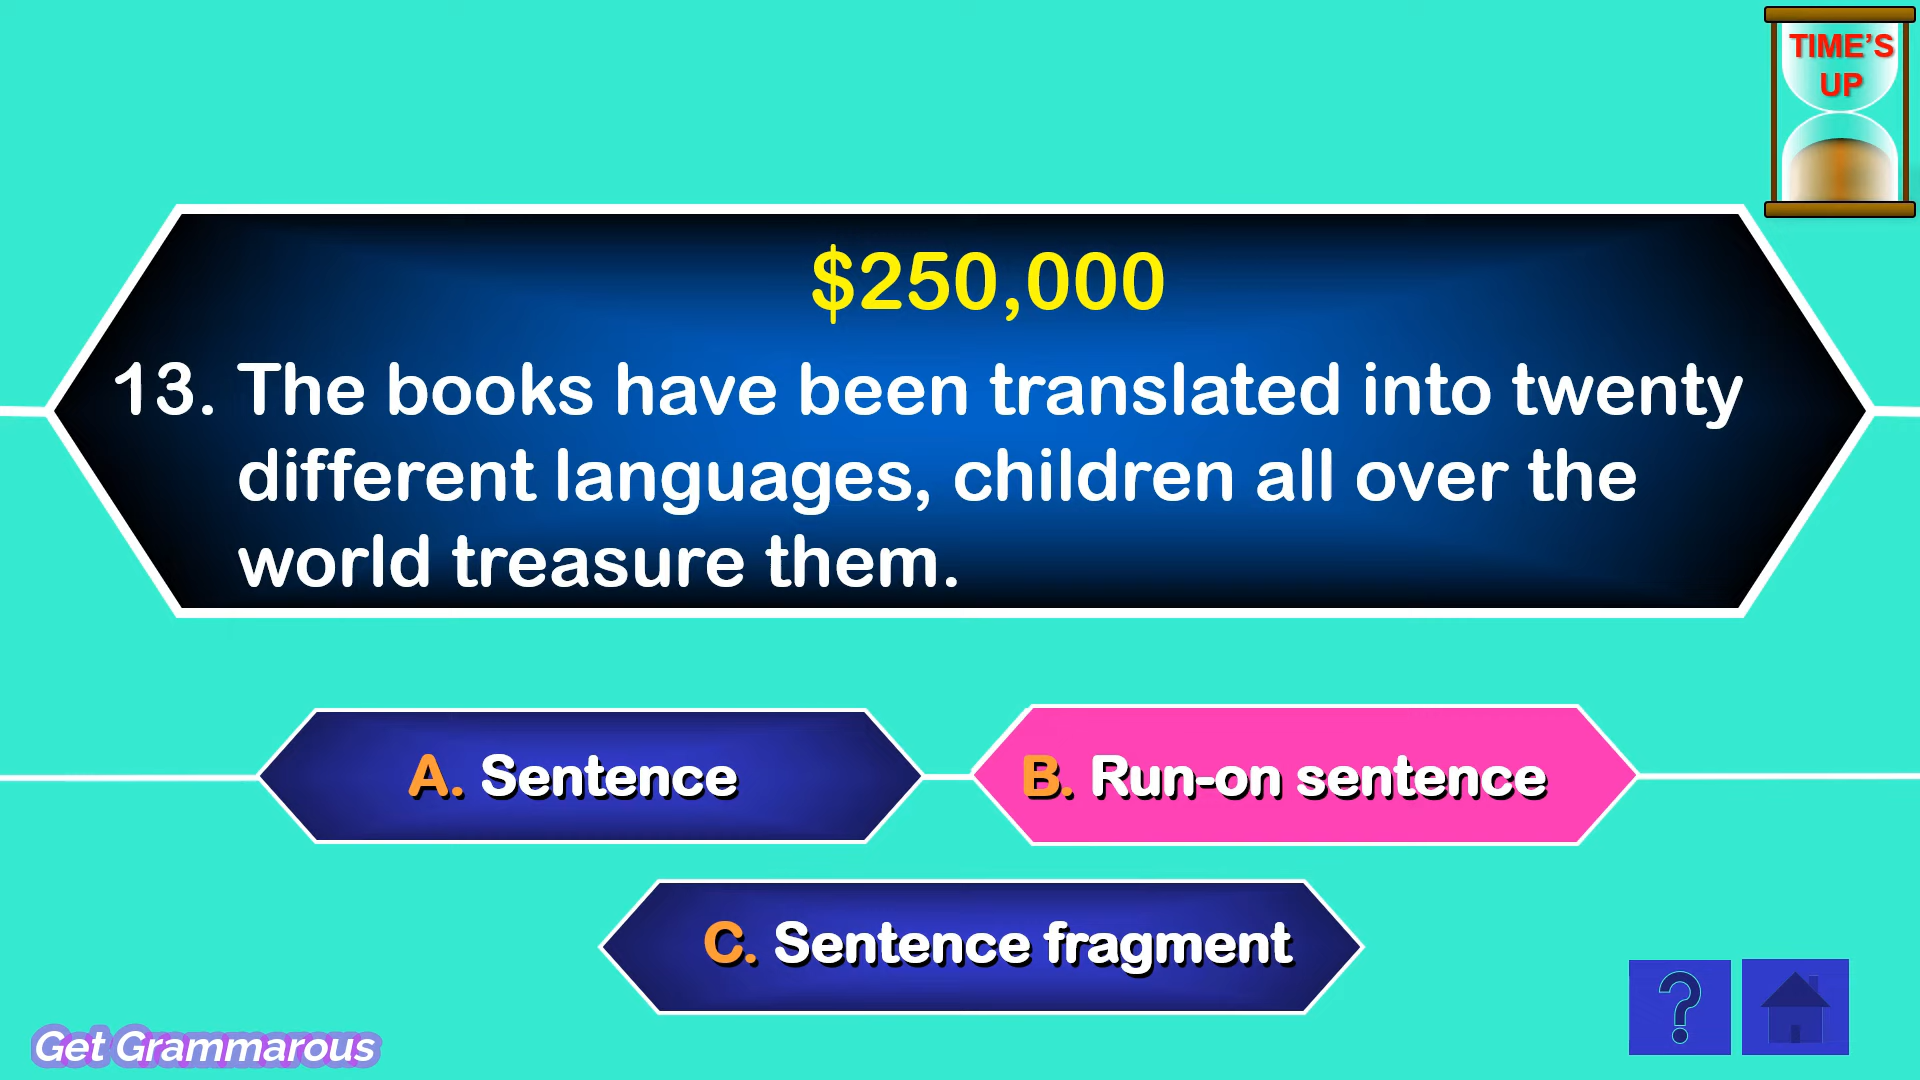 TIME’S
UP
$250,000
13. The books have been translated into twenty
different languages, children all over the
world treasure them.
A. Sentence
B. Run-on sentence
C. Sentence fragment
?
Get Grammarous